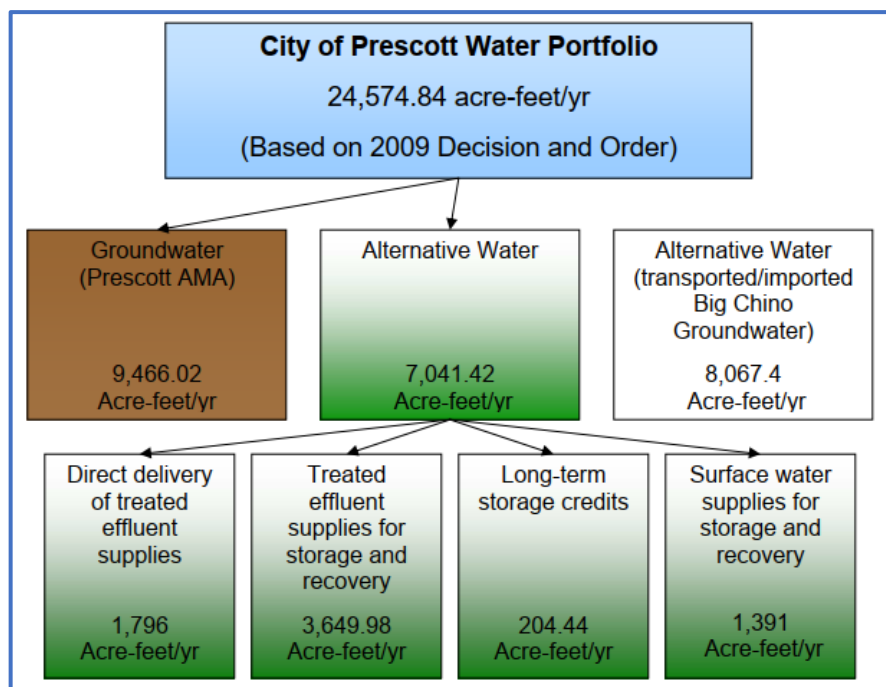 City of Prescott Water Portfolio
24,574.84 acre-feet/yr
(Based on 2009 Decision and Order)
Groundwater
(Prescott AMA)
9,466.02
Acre-feet/yr
Alternative Water
7,041.42
Acre-feet/yr
Alternative Water
(transported/imported
Big Chino
Groundwater)
8,067.4
Acre-feet/yr
Direct delivery
of treated
effluent
supplies
1,796
Acre-feet/yr
Treated
effluent
supplies for
storage and
recovery
3,649.98
Acre-feet/yr
Long-term
storage credits
204.44
Acre-feet/yr
Surface water
supplies for
storage and
recovery
1,391
Acre-feet/yr